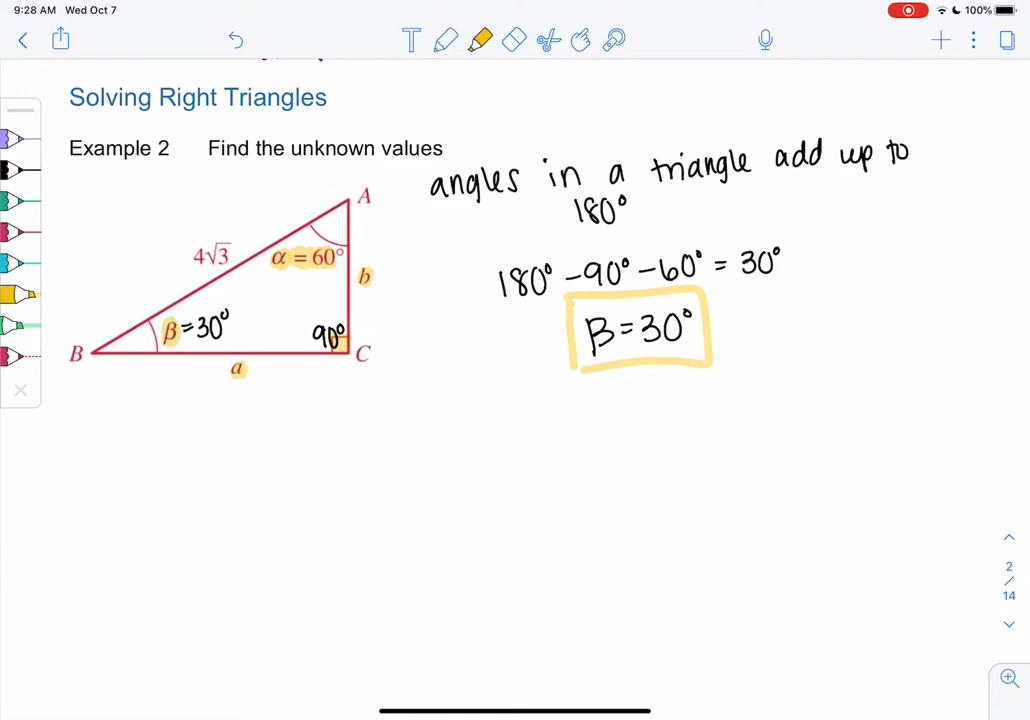 9:28 AM Wed Oct 7
100%
Solving Right Triangles
Example 2 Find the unknown values
angles in a triangle add up to
180°
A
4√3
α = 60°
b
180° - 90° - 60° = 30°
β = 30°
90°
β = 30°
B
C
a
2
/
14